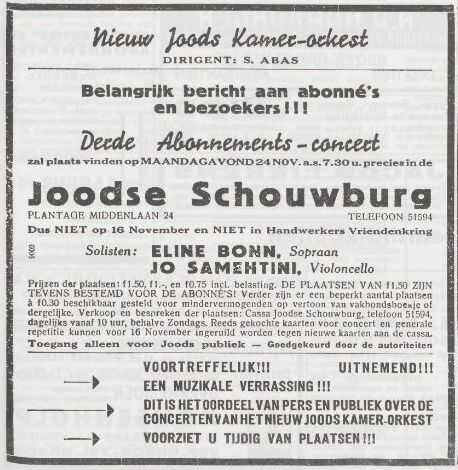 Nieuw Joods Kamer-orkest
DIRIGENT: S. ABAS
Belangrijk bericht aan abonné's
en bezoekers!!!
Derde Abonnements-concert
zal plaats vinden op MAANDAGAVOND 24 NOV. a.s. 7.30 u. precies in de
Joodse Schouwburg
PLANTAGE MIDDENLAAN 24 TELEFOON 51594
Dus NIET op 16 November en NIET in Handwerkers Vriendenkring
Solisten: ELINE BONN, Sopraan
JO SAMEHTINI, Violoncello
Prijzen der plaatsen: f1.50, f1.-, en f0.75 incl. belasting. DE PLAATSEN VAN f1.50 ZIJN
TEVENS BESTEMD VOOR DE ABONNÉ'S! Verder zijn er een beperkt aantal plaatsen
à f0.30 beschikbaar gesteld voor mindervermogenden op vertoon van vakbondsboekje of
dergelijke. Verkoop en bespreken der plaatsen: Cassa Joodse Schouwburg, telefoon 51594,
dagelijks vanaf 10 uur, behalve Zondags. Reeds gekochte kaarten voor concert en generale
repetitie kunnen voor 16 November ingeruild worden tegen nieuwe kaarten aan de cassa.
Toegang alleen voor Joods publiek — Goedgekeurd door de autoriteiten
VOORTREFFELIJK!!! UITNEMEND!!!
EEN MUZIKALE VERRASSING!!!
DIT IS HET OORDEEL VAN PERS EN PUBLIEK OVER DE
CONCERTEN VAN HET NIEUW JOODS KAMER-ORKEST
VOORZIET U TIJDIG VAN PLAATSEN!!!